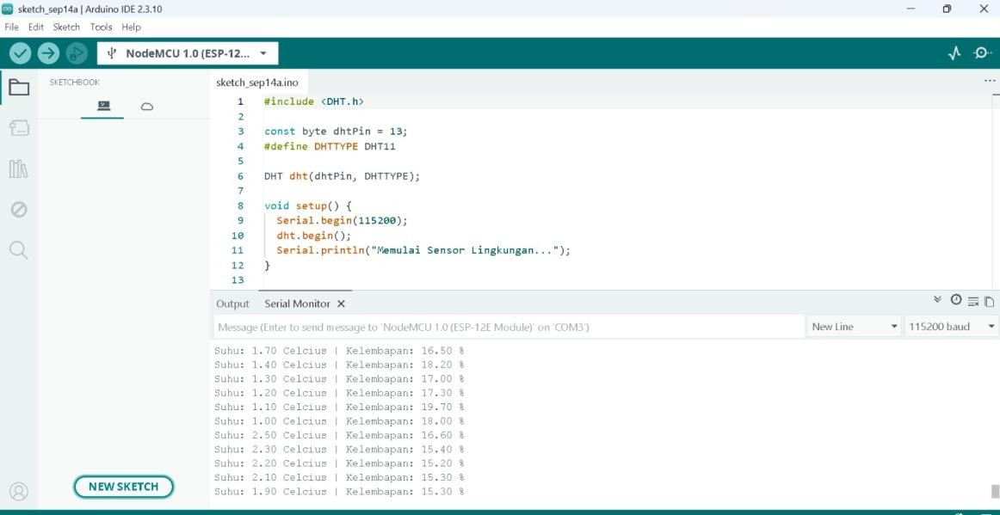 sketch_sep14a | Arduino IDE 2.3.10
File Edit Sketch Tools Help
NodeMCU 1.0 (ESP-12...
SKETCHBOOK
sketch_sep14a.ino
...
1 #include <DHT.h>
2
3 const byte dhtPin = 13;
4 #define DHTTYPE DHT11
5
6 DHT dht(dhtPin, DHTTYPE);
7
8 void setup() {
9 Serial.begin(115200);
10 dht.begin();
11 Serial.println("Memulai Sensor Lingkungan...");
12 }
13
Output Serial Monitor
Message (Enter to send message to 'NodeMCU 1.0 (ESP-12E Module)' on 'COM3')
New Line 115200 baud
Suhu: 1.70 Celcius | Kelembapan: 16.50 %
Suhu: 1.40 Celcius | Kelembapan: 18.20 %
Suhu: 1.30 Celcius | Kelembapan: 17.00 %
Suhu: 1.20 Celcius | Kelembapan: 17.30 %
Suhu: 1.10 Celcius | Kelembapan: 19.70 %
Suhu: 1.00 Celcius | Kelembapan: 18.00 %
Suhu: 2.50 Celcius | Kelembapan: 16.60 %
Suhu: 2.30 Celcius | Kelembapan: 15.40 %
Suhu: 2.20 Celcius | Kelembapan: 15.20 %
Suhu: 2.10 Celcius | Kelembapan: 15.30 %
Suhu: 1.90 Celcius | Kelembapan: 15.30 %
NEW SKETCH